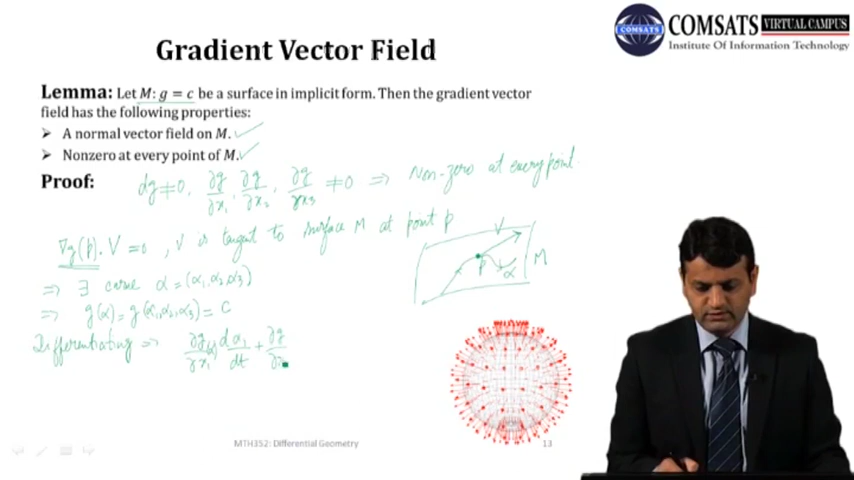 COMSATS VIRTUAL CAMPUS
COMSATS
Institute Of Information Technology
Gradient Vector Field
Lemma: Let M: g = c be a surface in implicit form. Then the gradient vector
field has the following properties:
➤ A normal vector field on M. ✓
➤ Nonzero at every point of M. ✓
Proof: dg ≠ 0, ∂g/∂x₁, ∂g/∂x₂, ∂g/∂x₃ ≠ 0 ⇒ Non-zero at every point.
∇g(p). V = 0, V is tangent to surface M at point p
V
p
α
M
⇒ ∃ curve α = (α₁, α₂, α₃)
⇒ g(α) = g(α₁, α₂, α₃) = C
Differentiating ⇒ ∂g/∂x₁ dα₁/dt + ∂g/∂x
MTH352: Differential Geometry
13